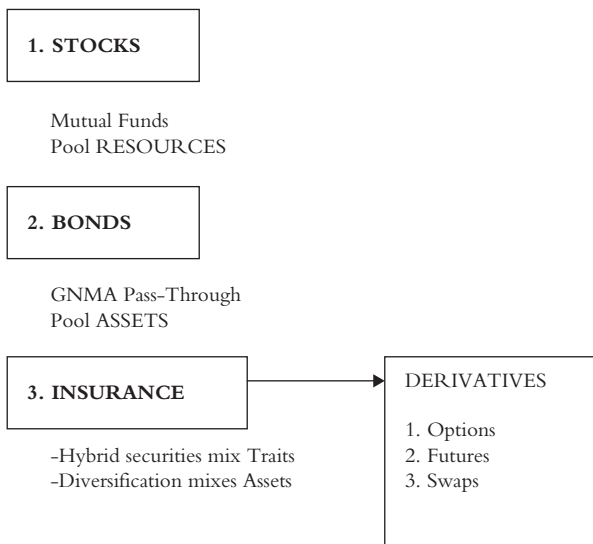 1. STOCKS
Mutual Funds
Pool RESOURCES
2. BONDS
GNMA Pass-Through
Pool ASSETS
3. INSURANCE
-Hybrid securities mix Traits
-Diversification mixes Assets
DERIVATIVES
1. Options
2. Futures
3. Swaps